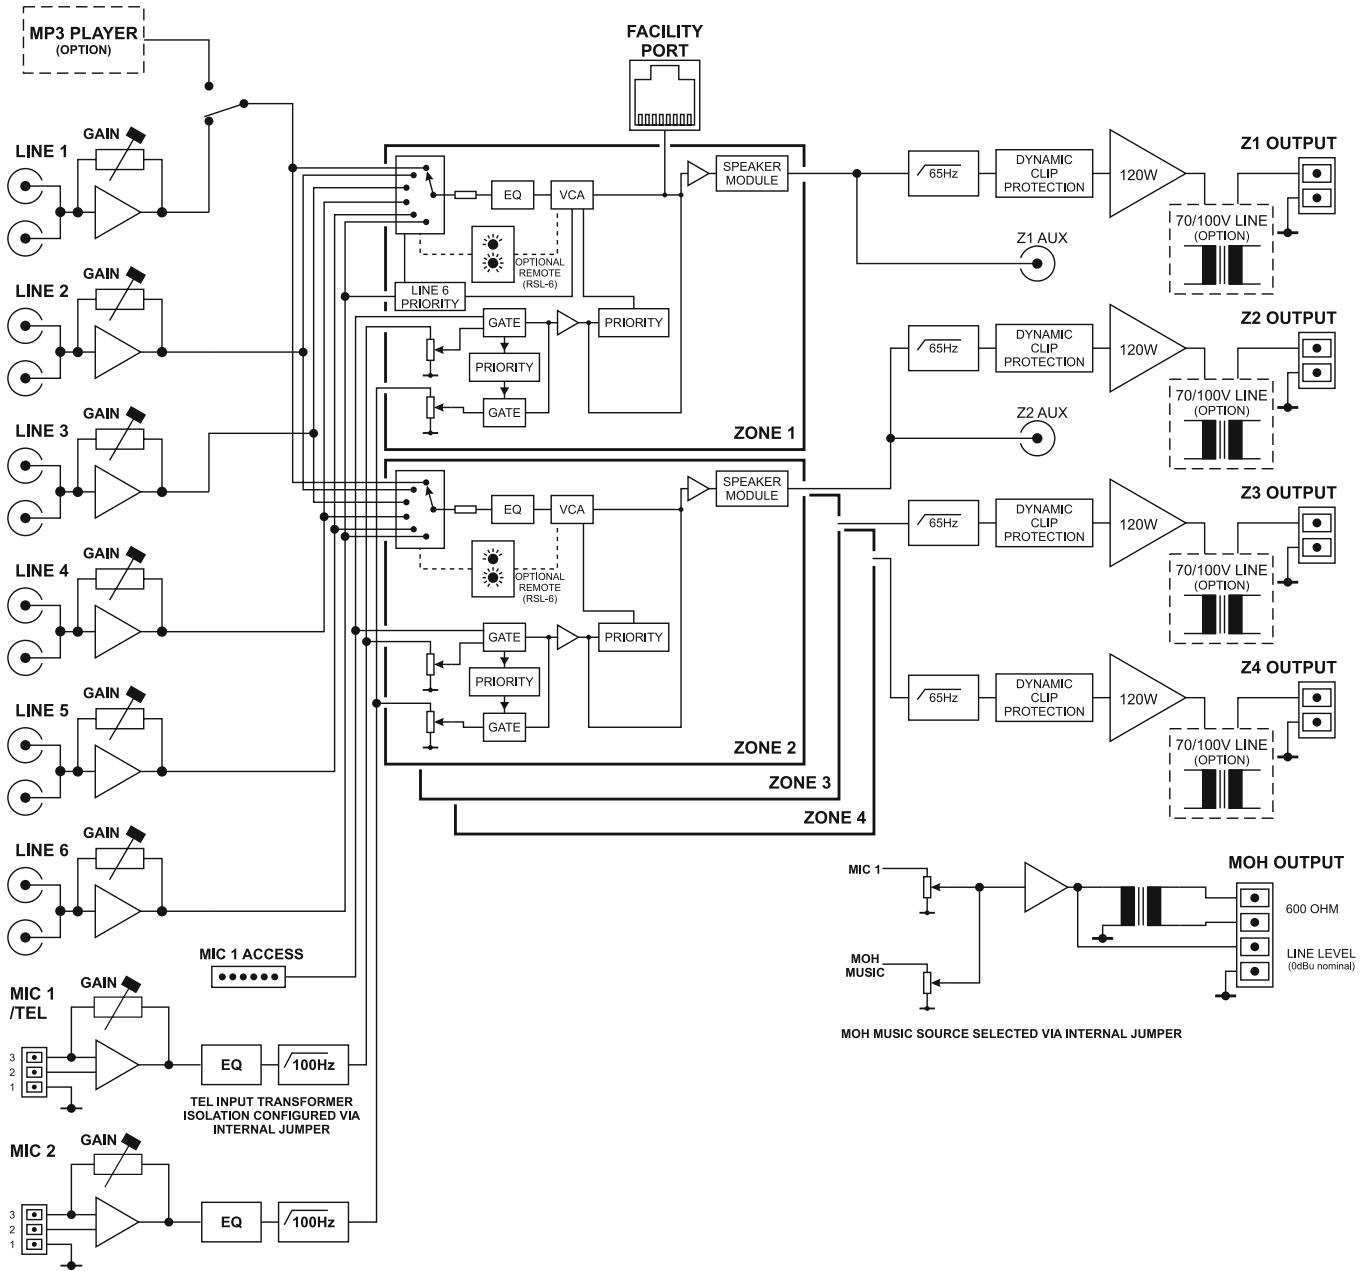 MP3 PLAYER
(OPTION)
FACILITY
PORT
GAIN
LINE 1
GAIN
LINE 2
GAIN
LINE 3
GAIN
LINE 4
GAIN
LINE 5
GAIN
LINE 6
MIC 1 ACCESS
GAIN
MIC 1
/TEL
3
2
1
EQ
100Hz
TEL INPUT TRANSFORMER
ISOLATION CONFIGURED VIA
INTERNAL JUMPER
GAIN
MIC 2
3
2
1
EQ
100Hz
EQ
VCA
SPEAKER
MODULE
OPTIONAL
REMOTE
(RSL-6)
LINE 6
PRIORITY
GATE
PRIORITY
PRIORITY
GATE
ZONE 1
EQ
VCA
SPEAKER
MODULE
OPTIONAL
REMOTE
(RSL-6)
GATE
PRIORITY
PRIORITY
GATE
ZONE 2
ZONE 3
ZONE 4
65Hz
DYNAMIC
CLIP
PROTECTION
120W
Z1 OUTPUT
70/100V LINE
(OPTION)
Z1 AUX
65Hz
DYNAMIC
CLIP
PROTECTION
120W
Z2 OUTPUT
70/100V LINE
(OPTION)
Z2 AUX
65Hz
DYNAMIC
CLIP
PROTECTION
120W
Z3 OUTPUT
70/100V LINE
(OPTION)
65Hz
DYNAMIC
CLIP
PROTECTION
120W
Z4 OUTPUT
70/100V LINE
(OPTION)
MIC 1
MOH
MUSIC
MOH OUTPUT
600 OHM
LINE LEVEL
(0dBu nominal)
MOH MUSIC SOURCE SELECTED VIA INTERNAL JUMPER